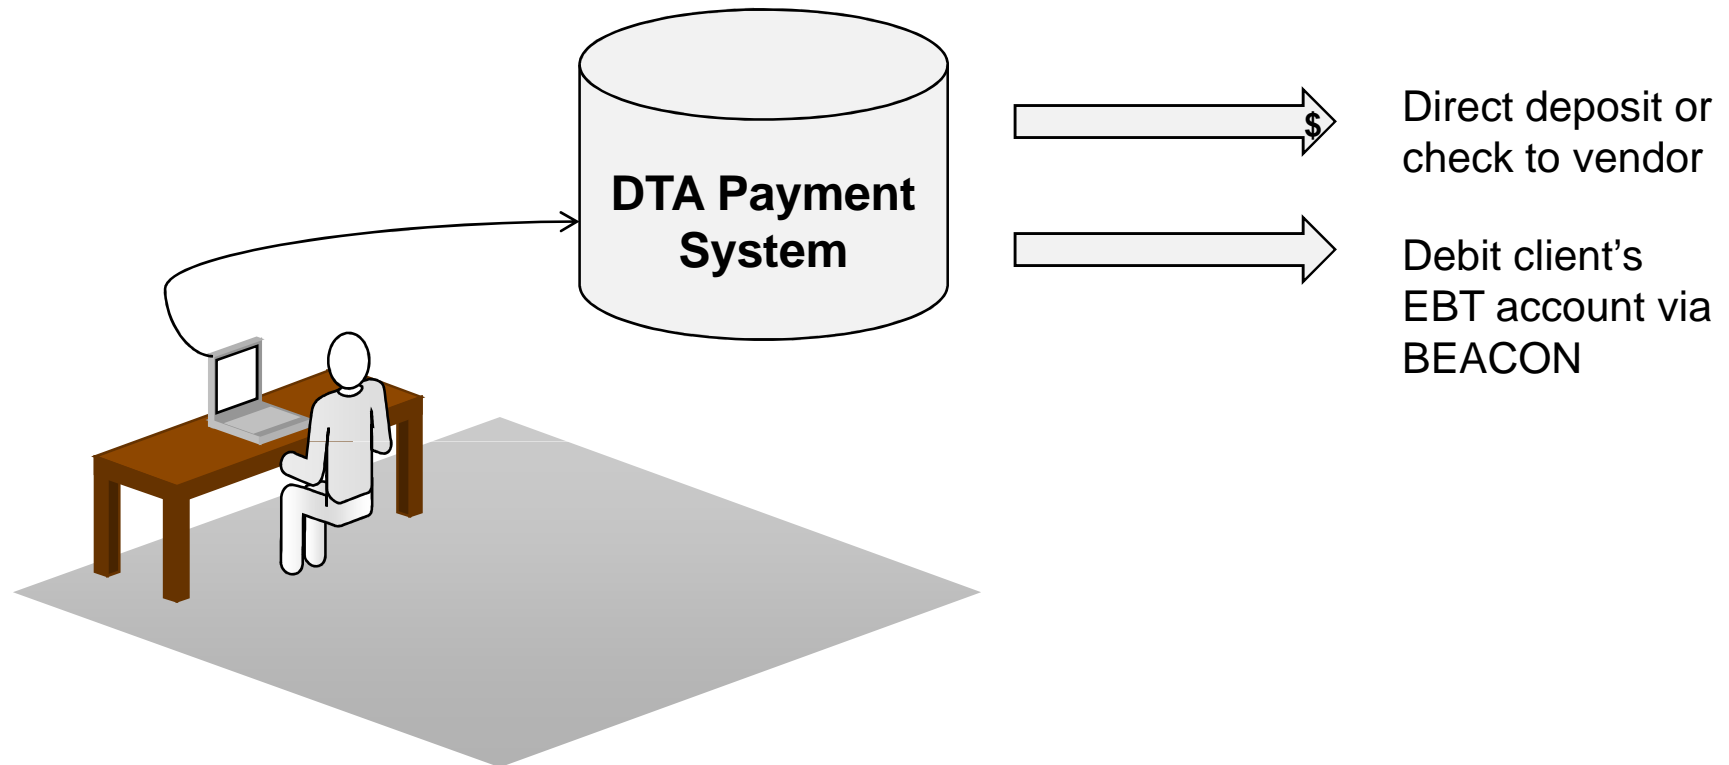 DTA Payment
System
$
Direct deposit or
check to vendor
Debit client’s
EBT account via
BEACON